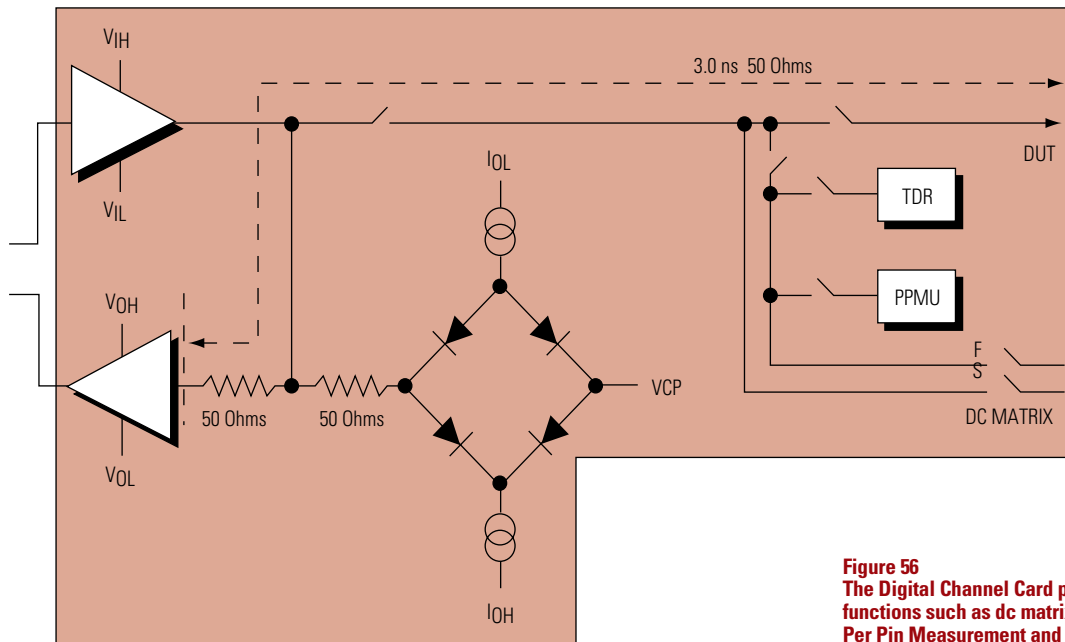 VIH
3.0 ns 50 Ohms
DUT
VIL
IOL
TDR
VOH
PPMU
F
S
VCP
DC MATRIX
50 Ohms
50 Ohms
VOL
IOH
Figure 56
The Digital Channel Card p
functions such as dc matri
Per Pin Measurement and